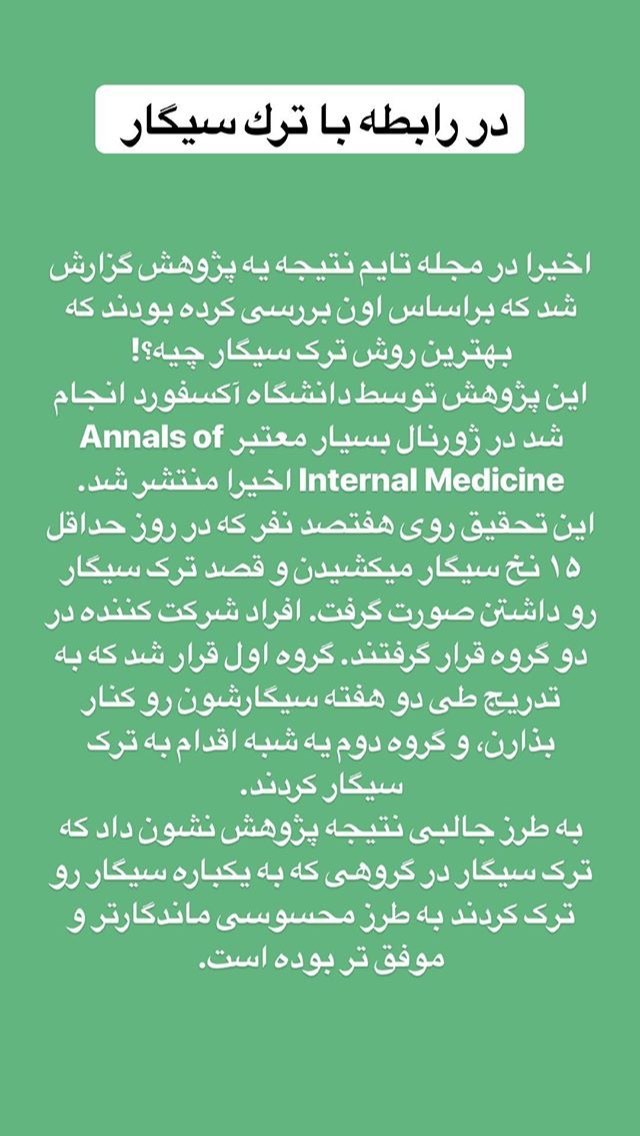 در رابطه با ترك سیگار
اخیرا در مجله تایم نتیجه یه پژوهش گزارش
شد که براساس اون بررسی کرده بودند که
بهترین روش ترک سیگار چیه؟!
این پژوهش توسط دانشگاه آکسفورد انجام
شد در ژورنال بسیار معتبر Annals of
Internal Medicine اخیرا منتشر شد.
این تحقیق روی هفتصد نفر که در روز حداقل
۱۵ نخ سیگار میکشیدن و قصد ترک سیگار
رو داشتن صورت گرفت. افراد شرکت کننده در
دو گروه قرار گرفتند. گروه اول قرار شد که به
تدریج طی دو هفته سیگارشون رو کنار
بذارن، و گروه دوم یه شبه اقدام به ترک
سیگار کردند.
به طرز جالبی نتیجه پژوهش نشون داد که
ترک سیگار در گروهی که به یکباره سیگار رو
ترک کردند به طرز محسوسی ماندگارتر و
موفق تر بوده است.